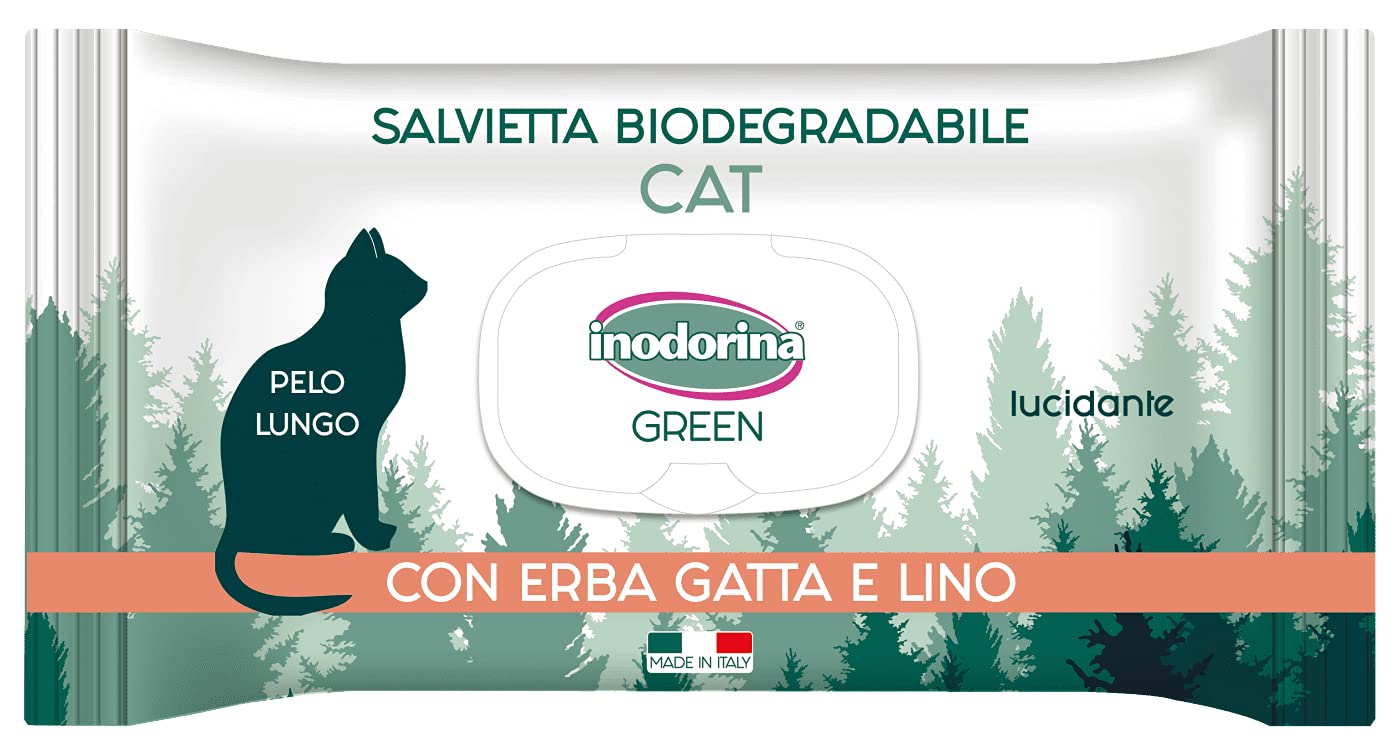 SALVIETTA BIODEGRADABILE
CAT
PELO
LUNGO
inodorina®
GREEN
lucidante
CON ERBA GATTA E LINO
MADE IN ITALY